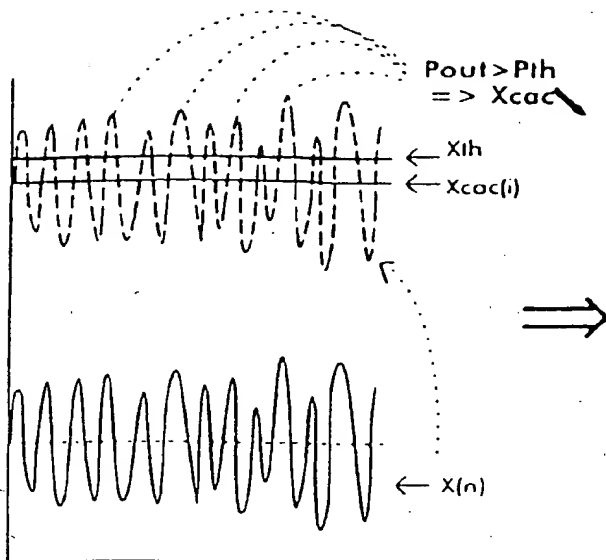 Pout>Pth
=> Xcac
← Xth
← Xcac(i)
← X(n)